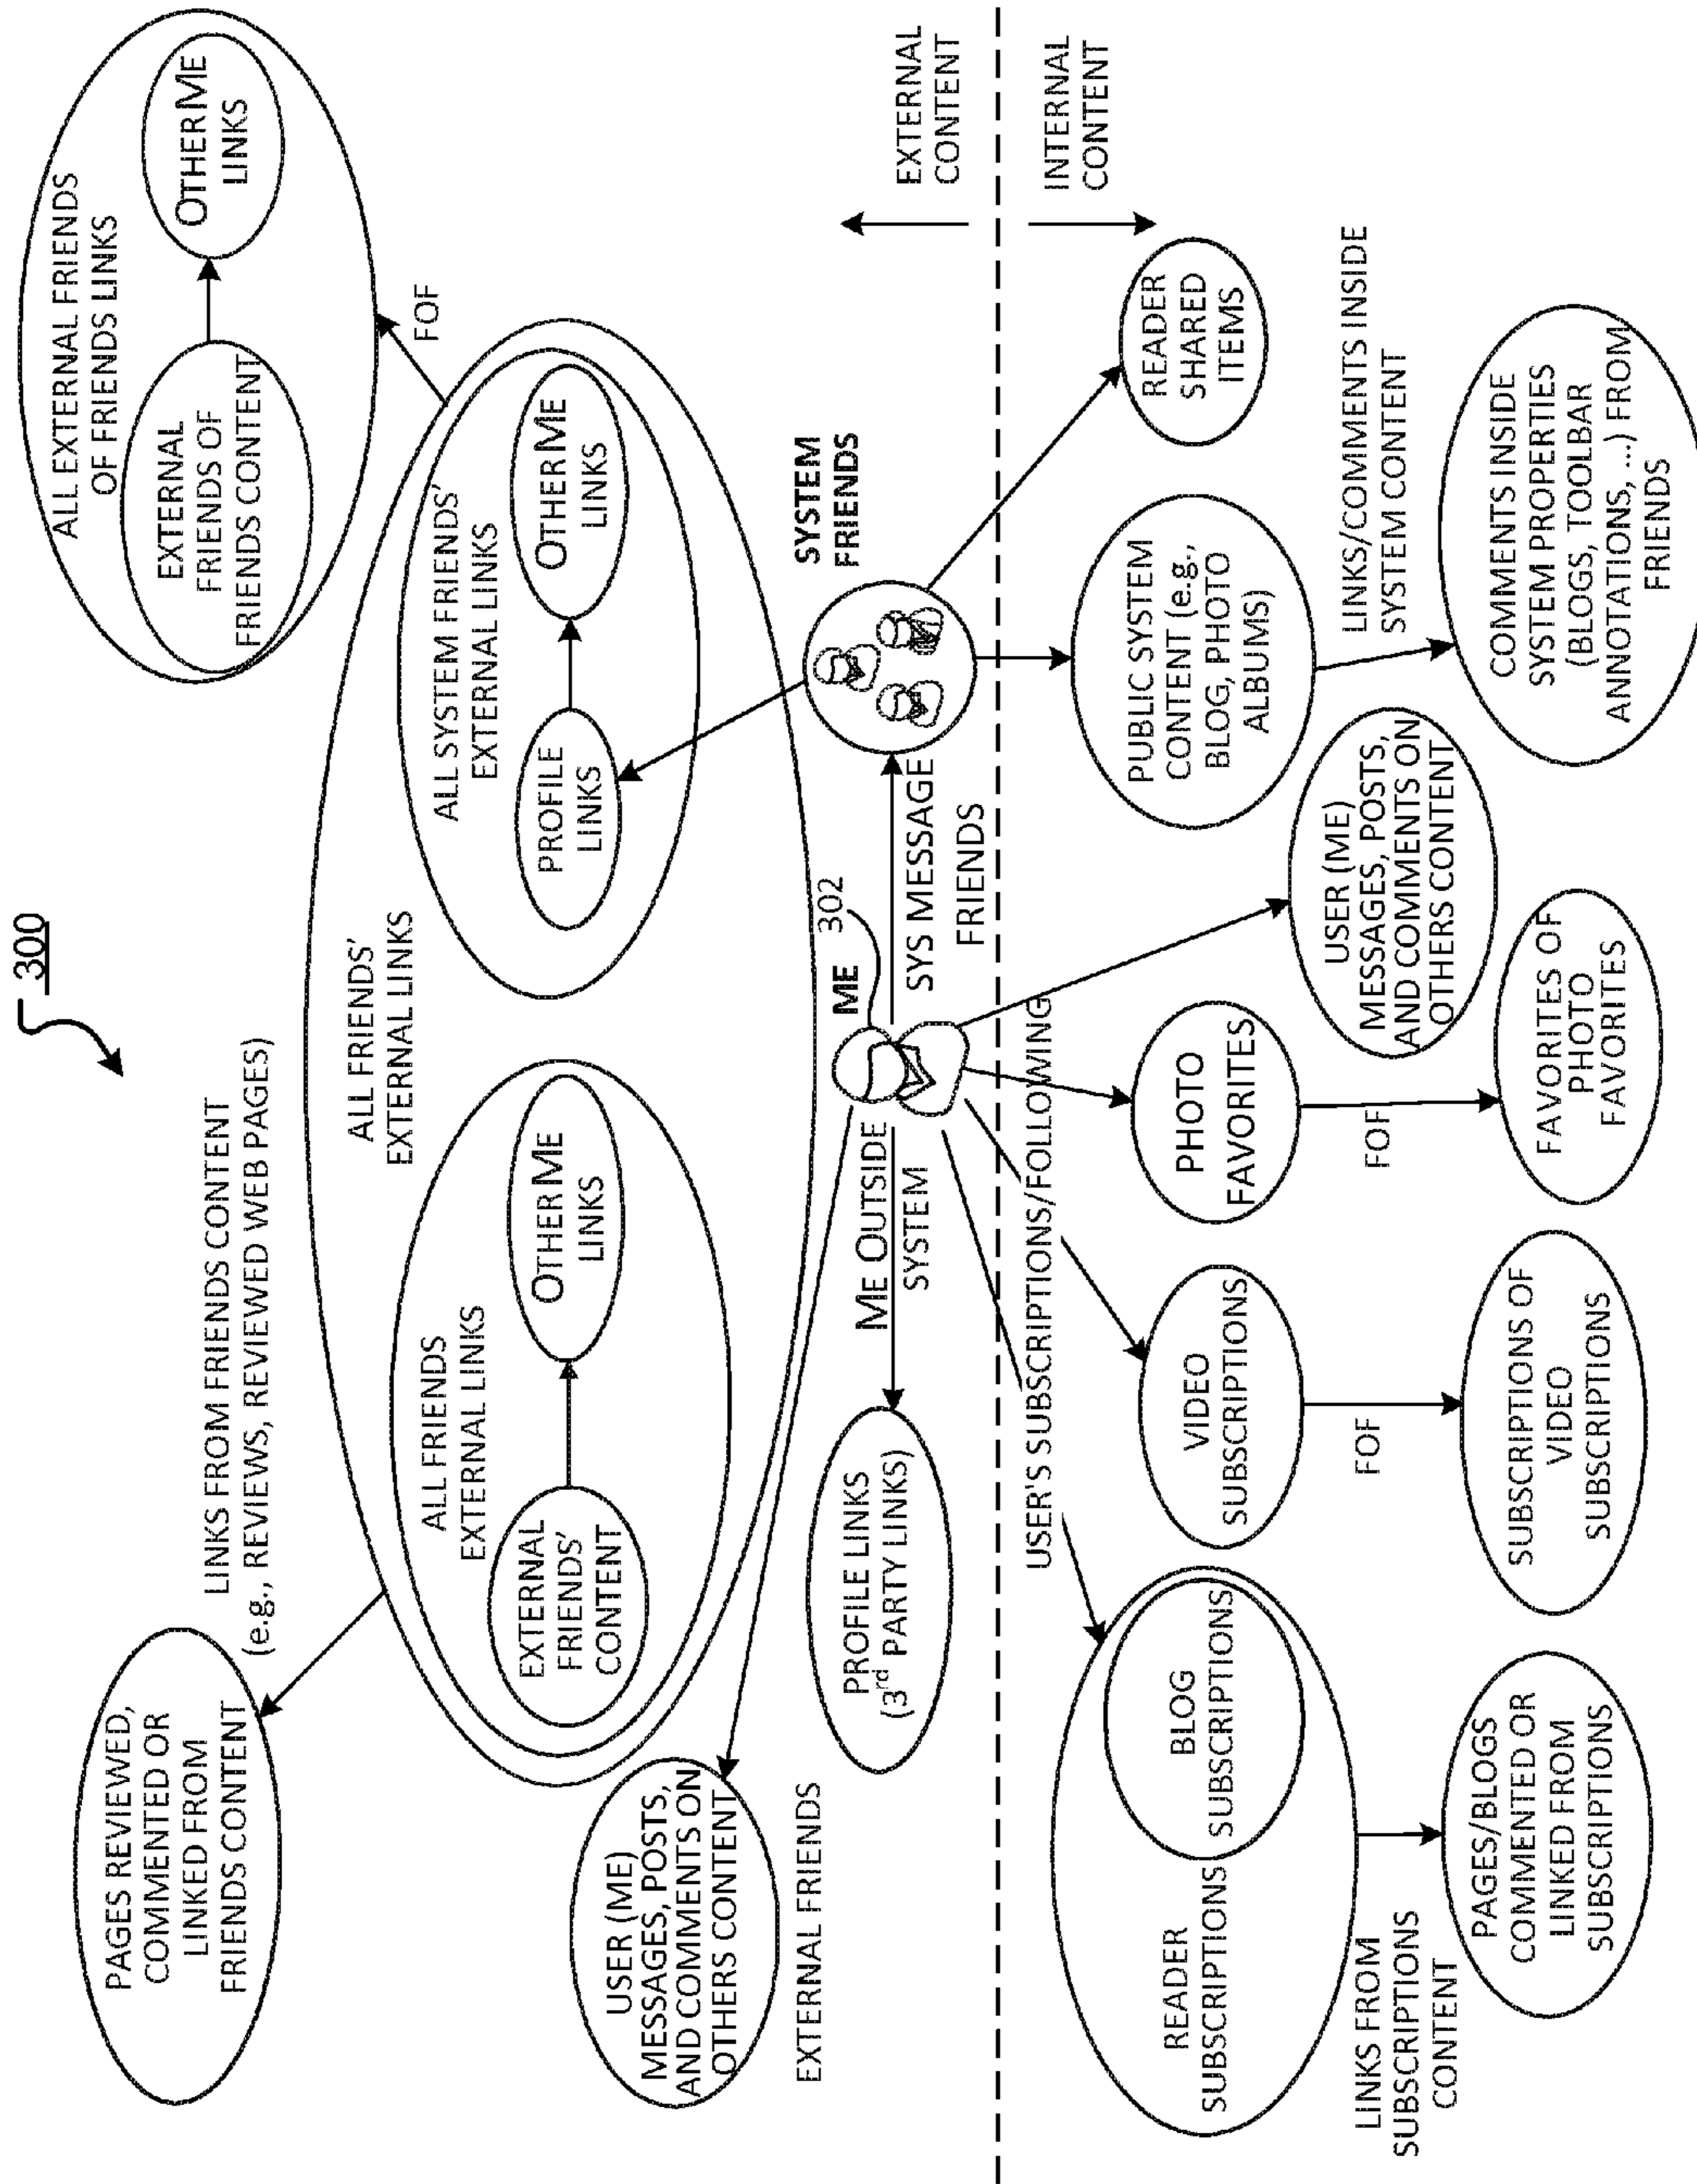 300
LINKS FROM FRIENDS CONTENT
(e.g., REVIEWS, REVIEWED WEB PAGES)
PAGES REVIEWED,
COMMENTED OR
LINKED FROM
FRIENDS CONTENT
ALL EXTERNAL FRIENDS
OF FRIENDS LINKS
EXTERNAL
FRIENDS OF
FRIENDS CONTENT
OTHER ME
LINKS
FOF
ALL FRIENDS'
EXTERNAL LINKS
ALL FRIENDS
EXTERNAL LINKS
EXTERNAL
FRIENDS'
CONTENT
OTHER ME
LINKS
ALL SYSTEM FRIENDS'
EXTERNAL LINKS
PROFILE
LINKS
OTHER ME
LINKS
USER (ME)
MESSAGES, POSTS,
AND COMMENTS ON
OTHERS CONTENT
EXTERNAL FRIENDS
PROFILE LINKS
(3rd PARTY LINKS)
ME OUTSIDE
SYSTEM
ME 302
SYS MESSAGE
FRIENDS
SYSTEM
FRIENDS
EXTERNAL
CONTENT
INTERNAL
CONTENT
USER'S SUBSCRIPTIONS/FOLLOWING
READER
SUBSCRIPTIONS
BLOG
SUBSCRIPTIONS
VIDEO
SUBSCRIPTIONS
PHOTO
FAVORITES
USER (ME)
MESSAGES, POSTS,
AND COMMENTS ON
OTHERS CONTENT
PUBLIC SYSTEM
CONTENT (e.g.,
BLOG, PHOTO
ALBUMS)
READER
SHARED
ITEMS
LINKS FROM
SUBSCRIPTIONS
CONTENT
FOF
FOF
LINKS/COMMENTS INSIDE
SYSTEM CONTENT
PAGES/BLOGS
COMMENTED OR
LINKED FROM
SUBSCRIPTIONS
SUBSCRIPTIONS OF
VIDEO
SUBSCRIPTIONS
FAVORITES OF
PHOTO
FAVORITES
COMMENTS INSIDE
SYSTEM PROPERTIES
(BLOGS, TOOLBAR
ANNOTATIONS, ...) FROM
FRIENDS